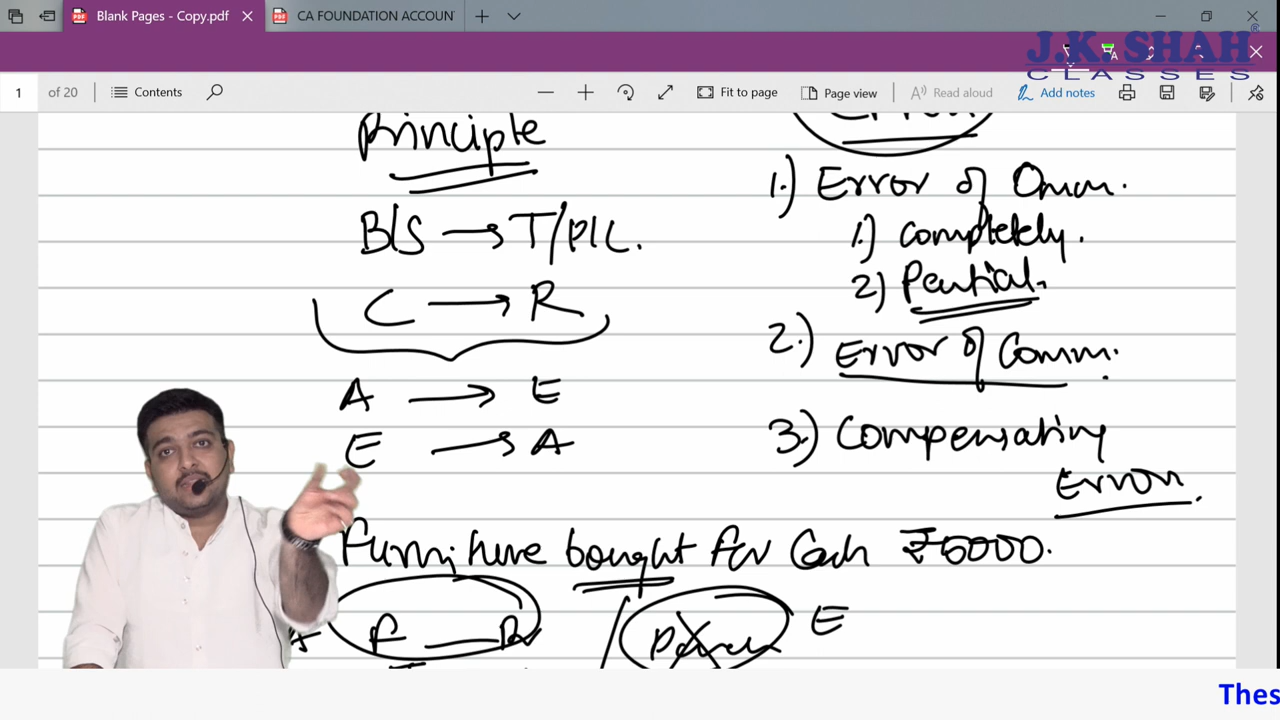 Blank Pages - Copy.pdf
CA FOUNDATION ACCOUN
J.K. SHAH®
CLASSES
1 of 20
Contents
Fit to page
Page view
Read aloud
Add notes
Principle
B/S → T/P/L.
C → R
A → E
E → A
Error
1.) Error of Omm.
1.) Completely.
2) Partial.
2.) Error of Comm.
3.) Compensating
Error.
Furniture bought for Cash ₹5000.
E
Thes